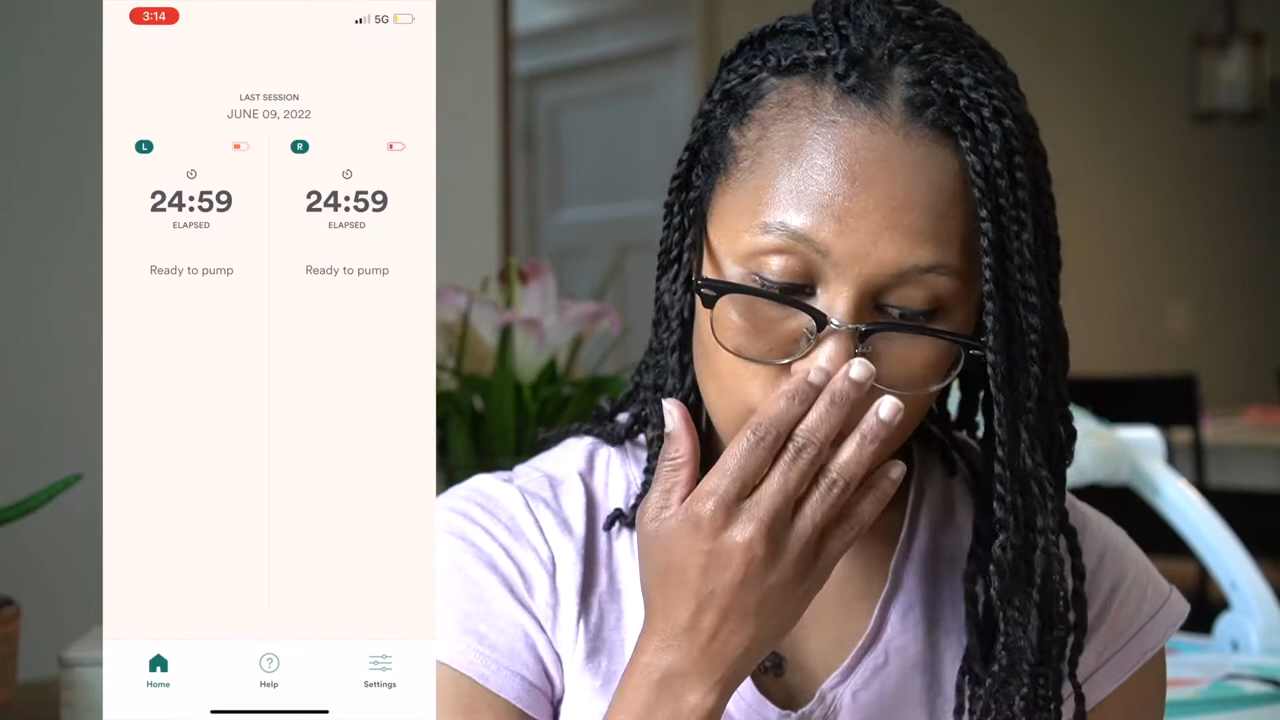 3:14
5G
LAST SESSION
JUNE 09, 2022
L
R
24:59
24:59
ELAPSED
ELAPSED
Ready to pump
Ready to pump
Home
Help
Settings